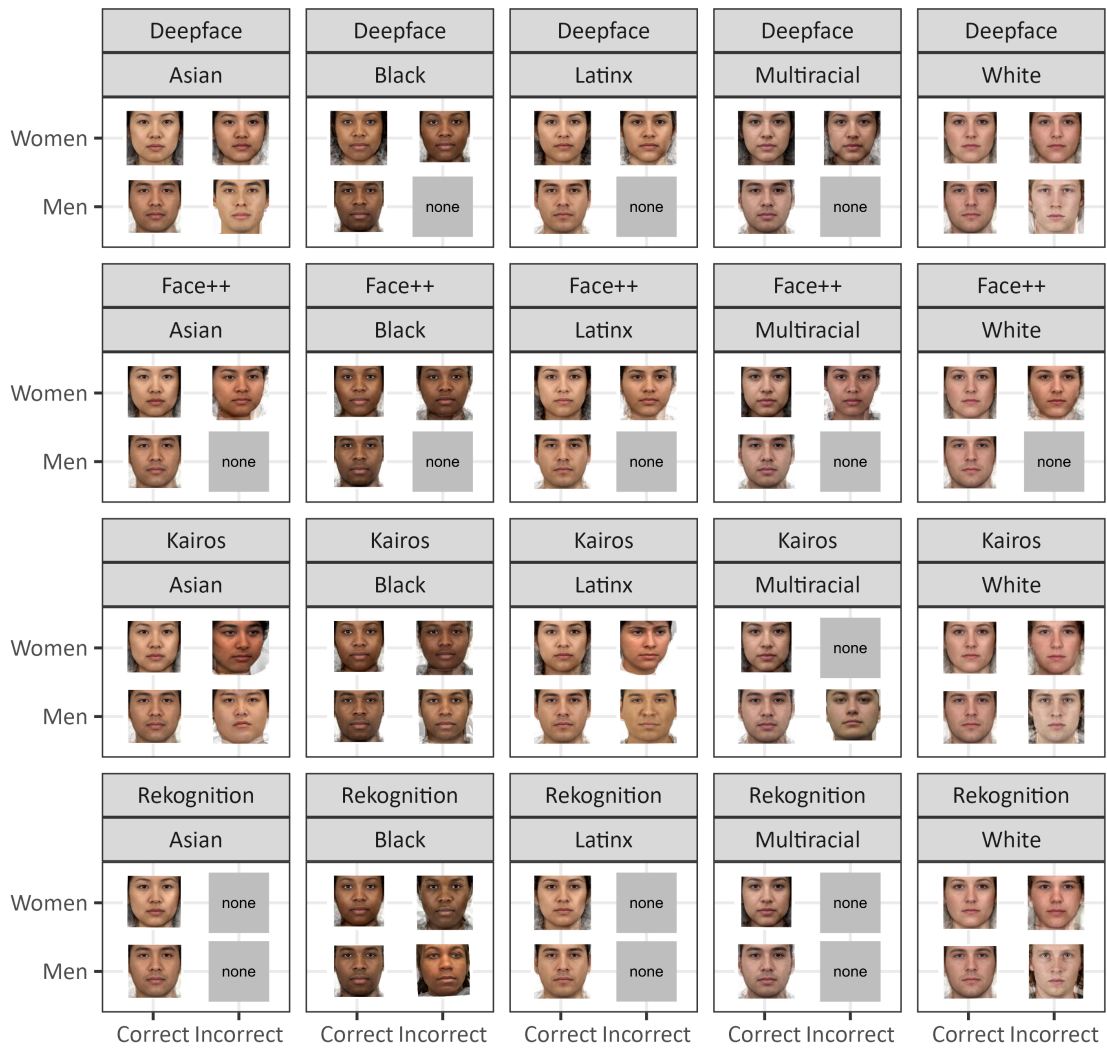 Deepface Deepface Deepface Deepface Deepface
Asian Black Latinx Multiracial White
Women
Men none none none
Face++ Face++ Face++ Face++ Face++
Asian Black Latinx Multiracial White
Women
Men none none none none none
Kairos Kairos Kairos Kairos Kairos
Asian Black Latinx Multiracial White
Women none
Men
Rekognition Rekognition Rekognition Rekognition Rekognition
Asian Black Latinx Multiracial White
Women none none none
Men none none none
Correct Incorrect Correct Incorrect Correct Incorrect Correct Incorrect Correct Incorrect